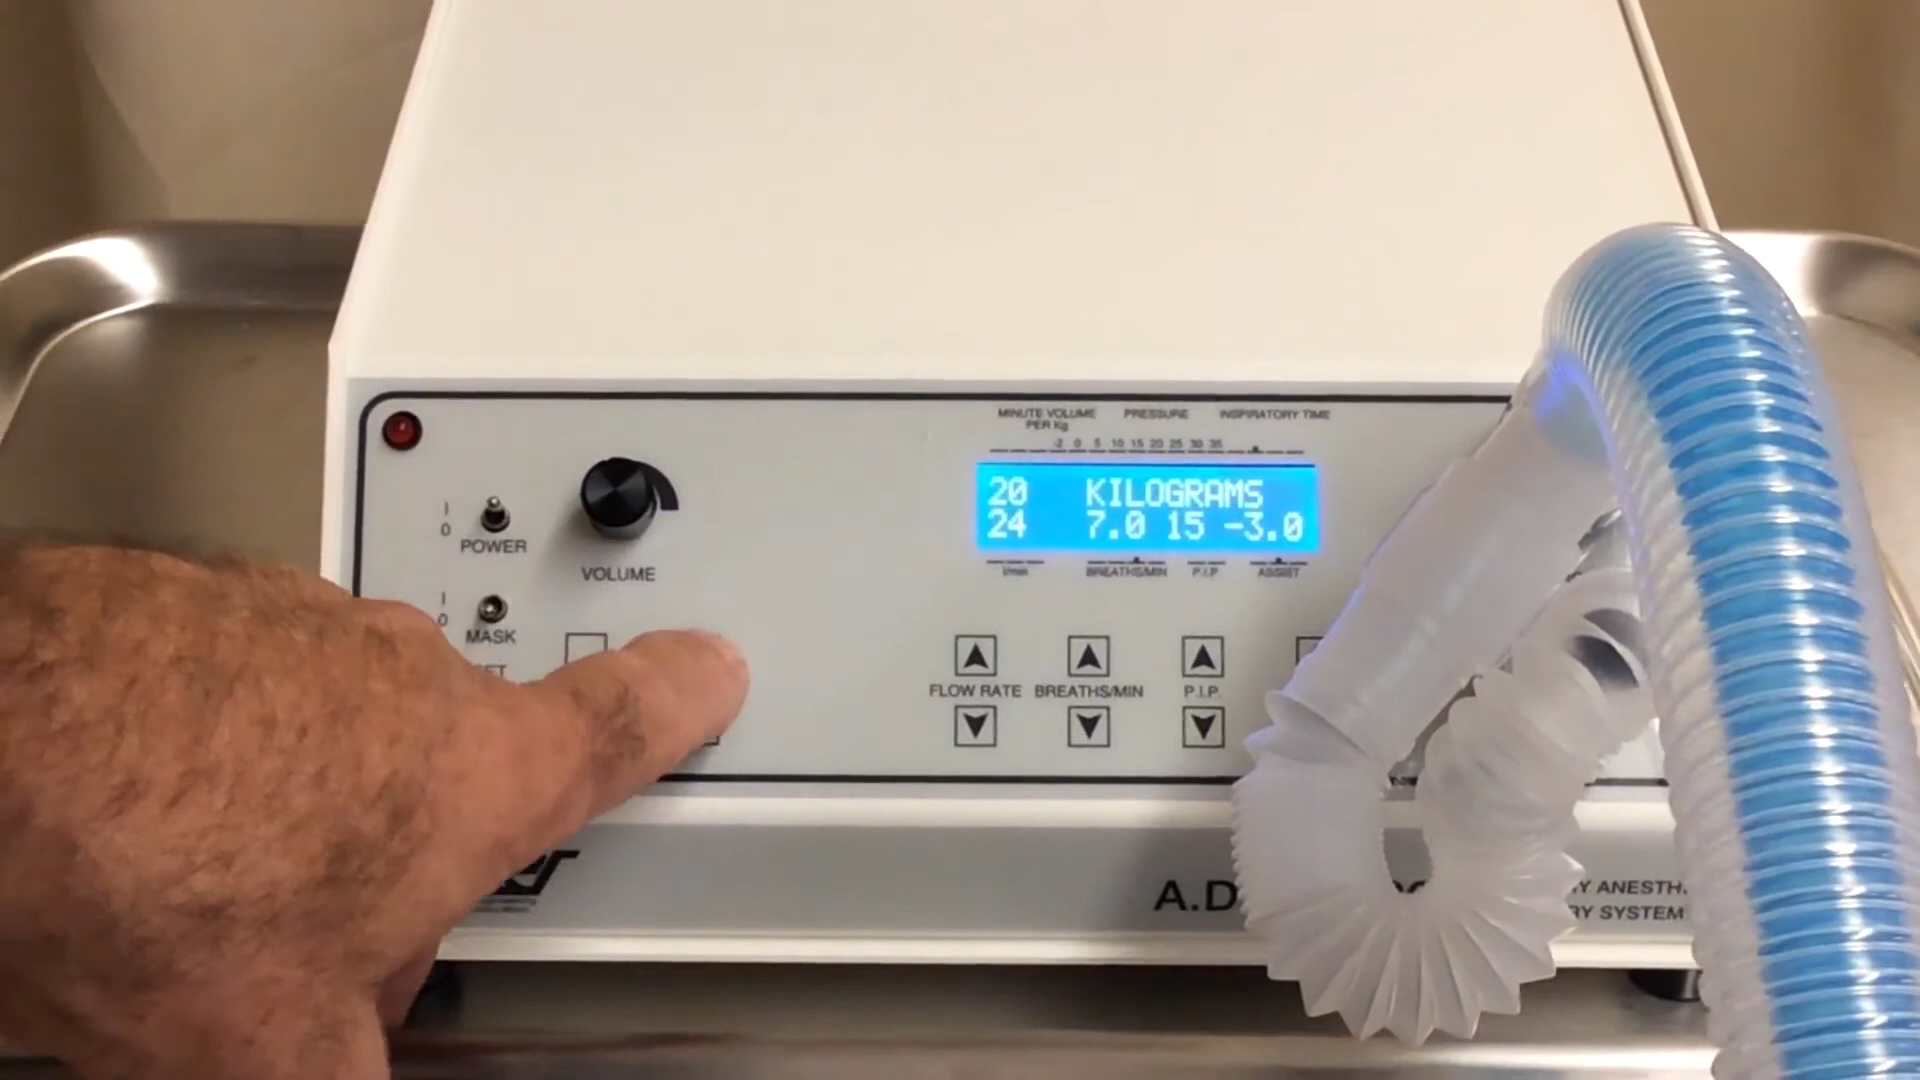 MINUTE VOLUME PER Kg
PRESSURE
INSPIRATORY TIME
-2 0 5 10 15 20 25 30 35
20 KILOGRAMS
24 7.0 15 -3.0
l/min
BREATHS/MIN
P.I.P
ASSIST
I
0
POWER
VOLUME
I
0
MASK
FLOW RATE
BREATHS/MIN
P.I.P.
A.D
Y ANESTH
RY SYSTEM